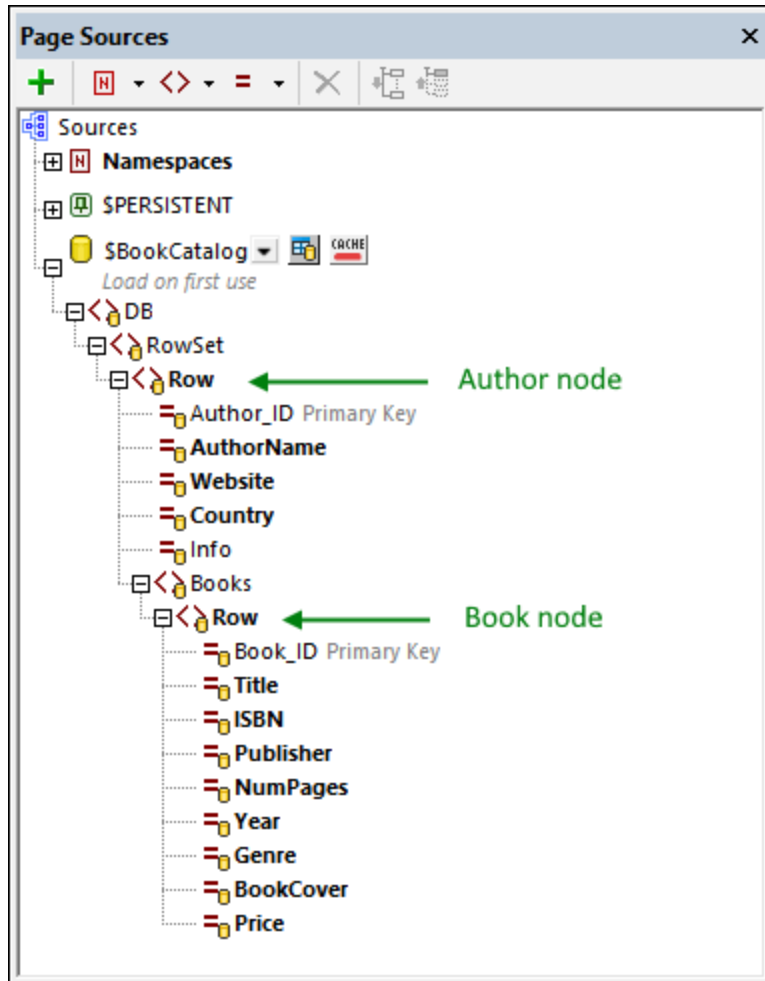 Page Sources
Sources
Namespaces
$PERSISTENT
$BookCatalog CACHE
Load on first use
DB
RowSet
Row Author node
Author_ID Primary Key
AuthorName
Website
Country
Info
Books
Row Book node
Book_ID Primary Key
Title
ISBN
Publisher
NumPages
Year
Genre
BookCover
Price